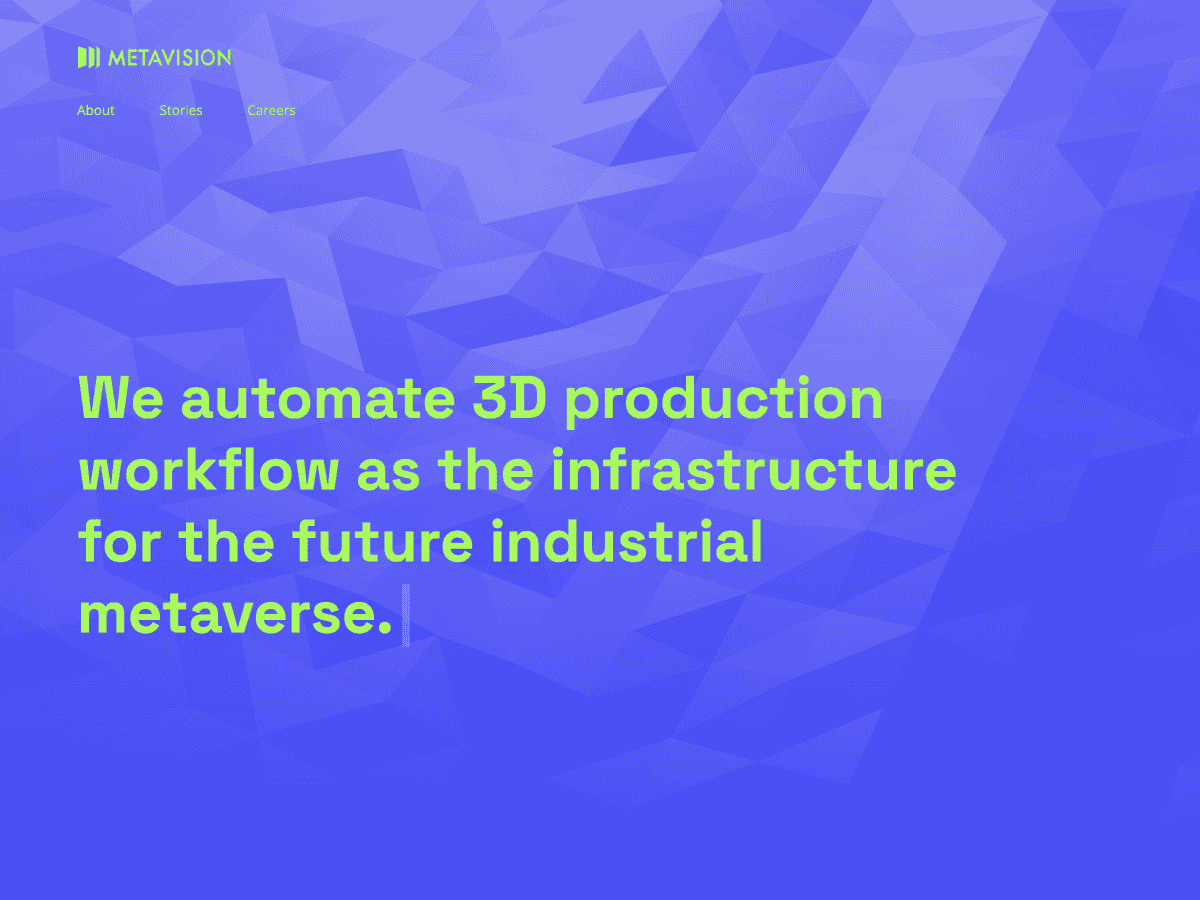 METAVISION
About Stories Careers
We automate 3D production
workflow as the infrastructure
for the future industrial
metaverse.